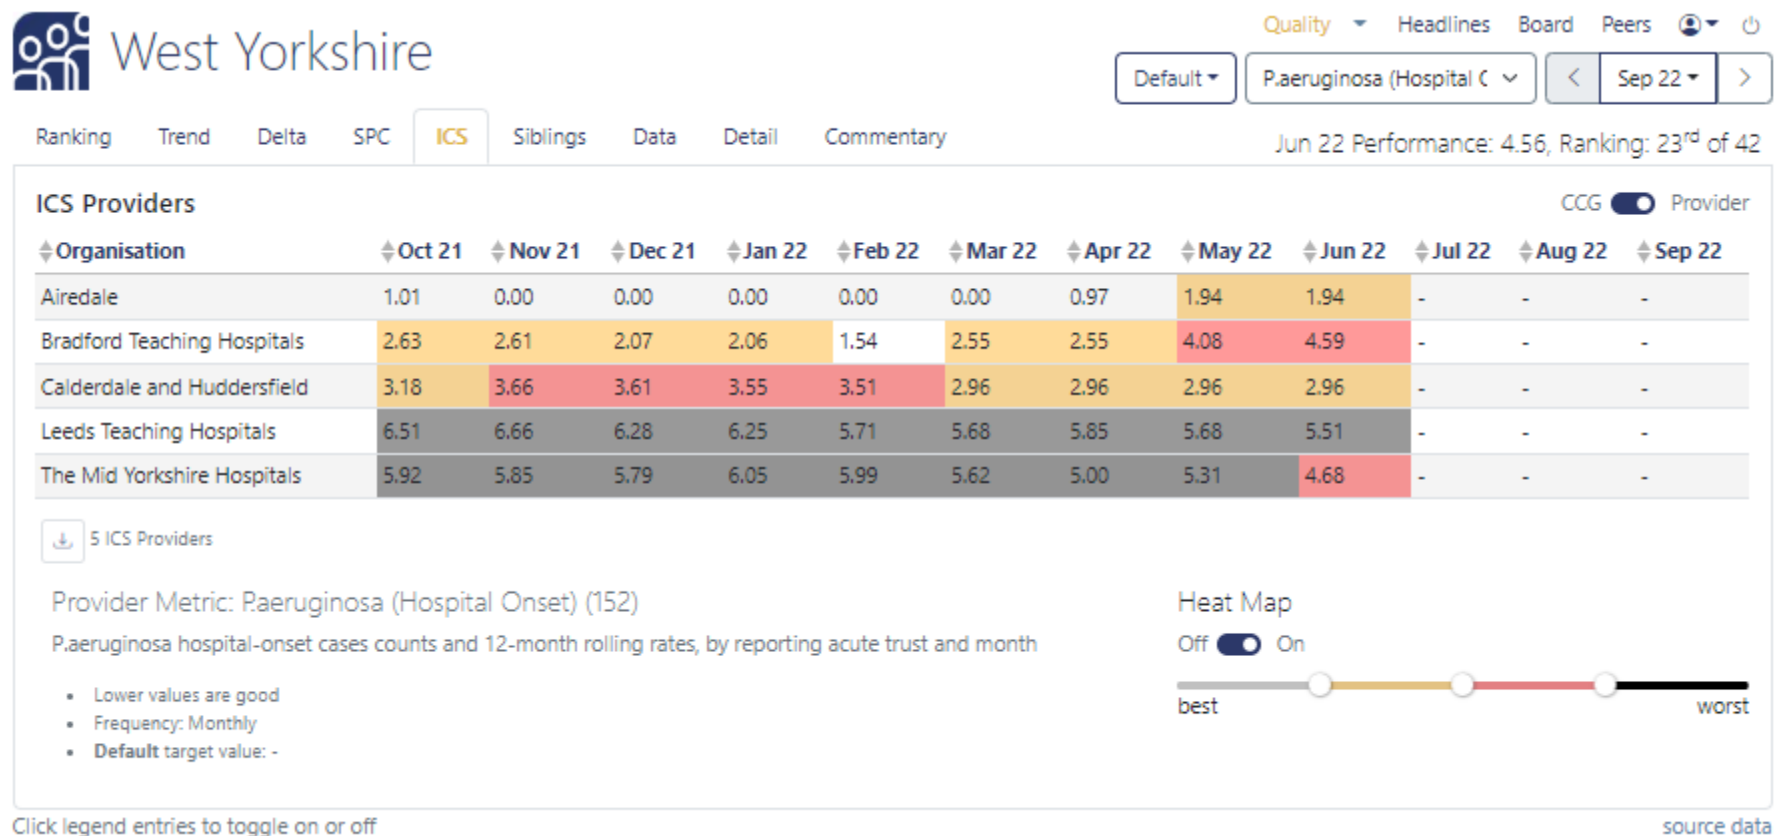 West Yorkshire
Quality Headlines Board Peers
Default P.aeruginosa (Hospital C Sep 22
Ranking Trend Delta SPC ICS Siblings Data Detail Commentary
Jun 22 Performance: 4.56, Ranking: 23rd of 42
ICS Providers
CCG Provider
Organisation Oct 21 Nov 21 Dec 21 Jan 22 Feb 22 Mar 22 Apr 22 May 22 Jun 22 Jul 22 Aug 22 Sep 22
Airedale 1.01 0.00 0.00 0.00 0.00 0.00 0.97 1.94 1.94 - - -
Bradford Teaching Hospitals 2.63 2.61 2.07 2.06 1.54 2.55 2.55 4.08 4.59 - - -
Calderdale and Huddersfield 3.18 3.66 3.61 3.55 3.51 2.96 2.96 2.96 2.96 - - -
Leeds Teaching Hospitals 6.51 6.66 6.28 6.25 5.71 5.68 5.85 5.68 5.51 - - -
The Mid Yorkshire Hospitals 5.92 5.85 5.79 6.05 5.99 5.62 5.00 5.31 4.68 - - -
5 ICS Providers
Provider Metric: P.aeruginosa (Hospital Onset) (152)
P.aeruginosa hospital-onset cases counts and 12-month rolling rates, by reporting acute trust and month
• Lower values are good
• Frequency: Monthly
• Default target value: -
Heat Map
Off On
best worst
Click legend entries to toggle on or off
source data